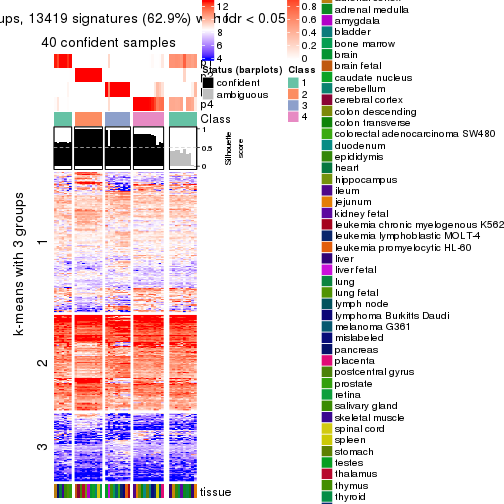 ups, 13419 signatures (62.9%) with fdr < 0.05
40 confident samples
p4
Class
1
0.5
0
Silhouette
score
k-means with 3 groups
1
2
3
tissue
12
10
8
6
4
Status (barplots)
confident
ambiguous
0.8
0.6
0.4
0.2
0
Class
1
2
3
4
adrenal medulla
amygdala
bladder
bone marrow
brain
brain fetal
caudate nucleus
cerebellum
cerebral cortex
colon descending
colon transverse
colorectal adenocarcinoma SW480
duodenum
epididymis
heart
hippocampus
ileum
jejunum
kidney fetal
leukemia chronic myelogenous K562
leukemia lymphoblastic MOLT-4
leukemia promyelocytic HL-60
liver
liver fetal
lung
lung fetal
lymph node
lymphoma Burkitts Daudi
melanoma G361
mislabeled
pancreas
placenta
postcentral gyrus
prostate
retina
salivary gland
skeletal muscle
spinal cord
spleen
stomach
testes
thalamus
thymus
thyroid